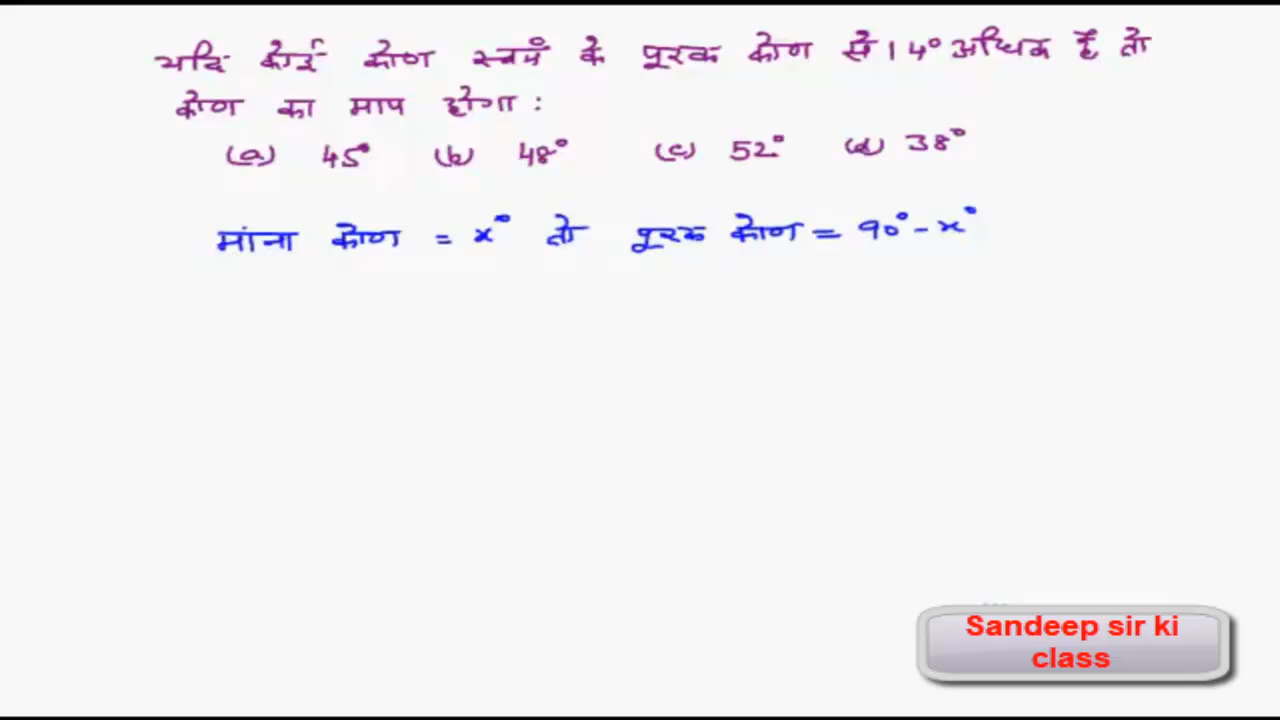 यदि कोई कोण स्वयं के पूरक कोण से 14° अधिक है तो
कोण का माप होगा :
(a) 45° (b) 48° (c) 52° (d) 38°
मांना कोण = x° तो पूरक कोण = 90° - x°
Sandeep sir ki
class